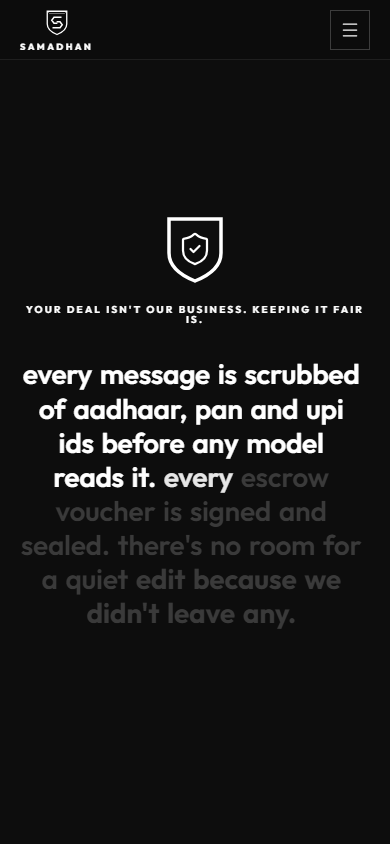 SAMADHAN
YOUR DEAL ISN'T OUR BUSINESS. KEEPING IT FAIR
IS.
every message is scrubbed
of aadhaar, pan and upi
ids before any model
reads it. every escrow
voucher is signed and
sealed. there's no room for
a quiet edit because we
didn't leave any.